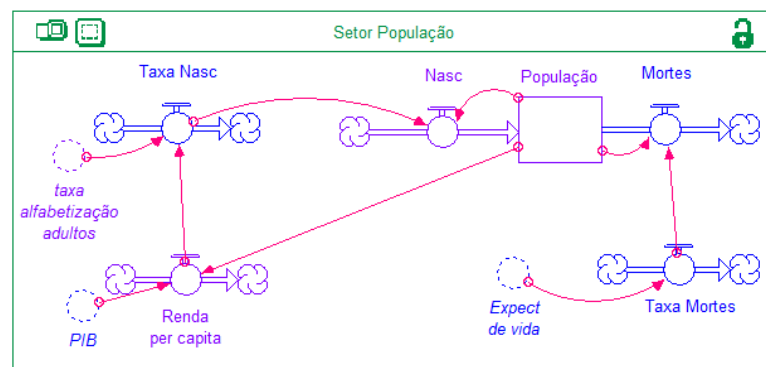 Setor População
Taxa Nasc
Nasc
População
Mortes
taxa
alfabetização
adultos
PIB
Renda
per capita
Expect
de vida
Taxa Mortes